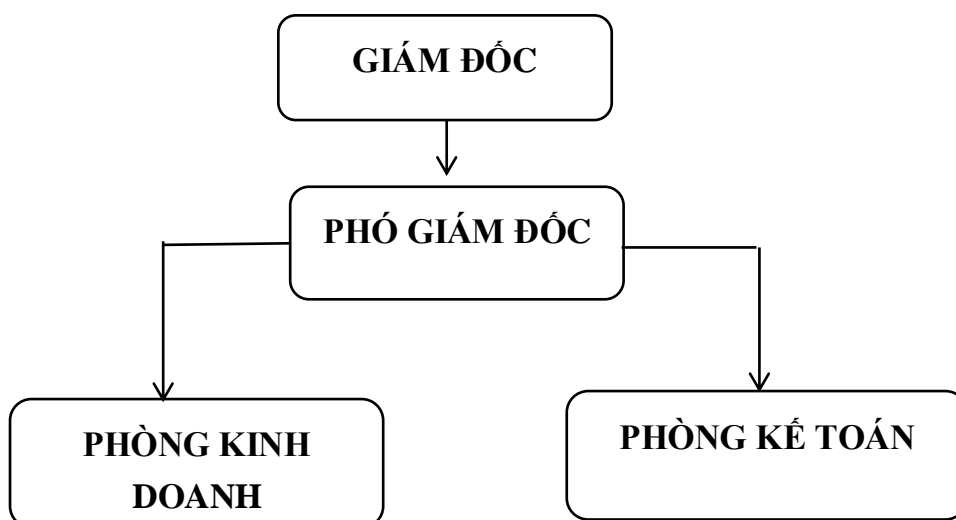 GIÁM ĐỐC
PHÓ GIÁM ĐỐC
PHÒNG KINH
DOANH
PHÒNG KẾ TOÁN